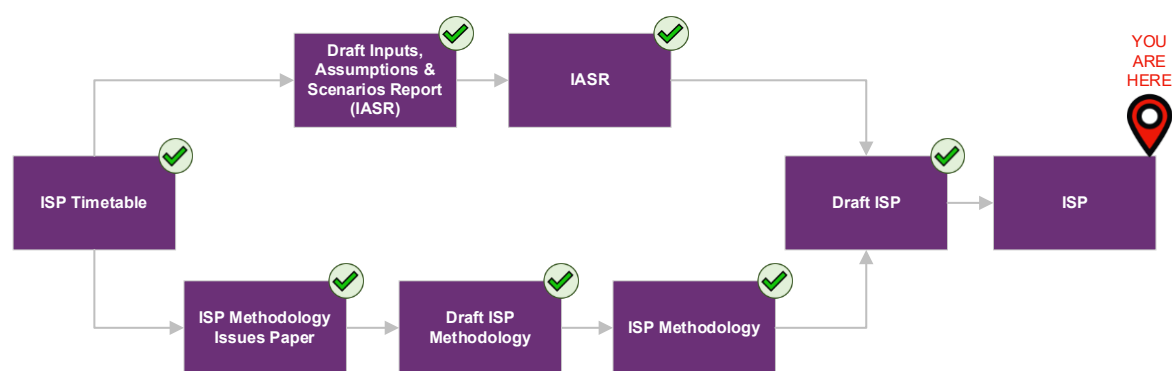 YOU
ARE
HERE
Draft Inputs,
Assumptions &
Scenarios Report
(IASR)
IASR
ISP Timetable
Draft ISP
ISP
ISP Methodology
Issues Paper
Draft ISP
Methodology
ISP Methodology